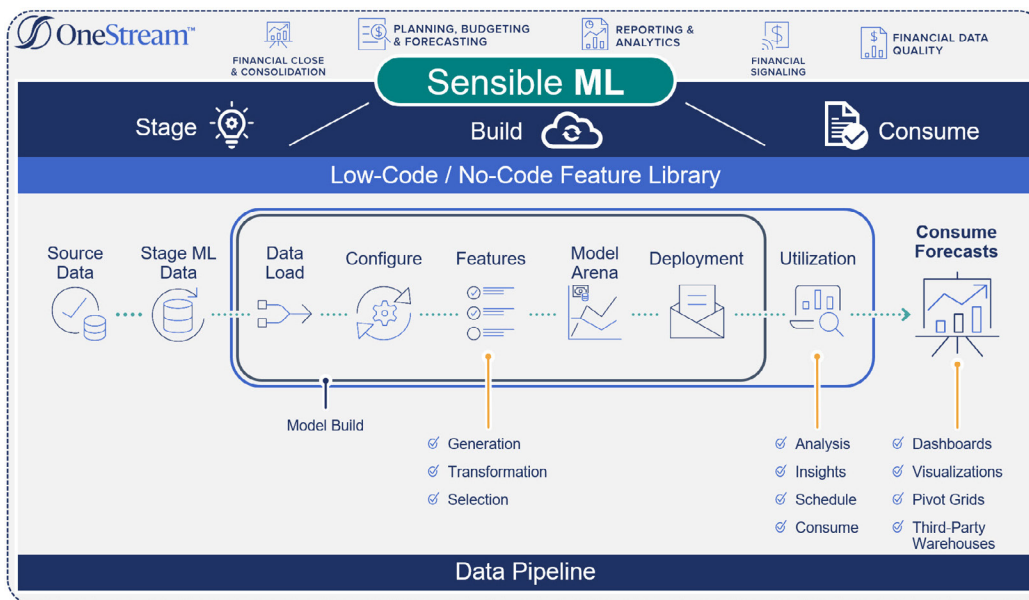 OneStream™
FINANCIAL CLOSE
& CONSOLIDATION
PLANNING, BUDGETING
& FORECASTING
REPORTING &
ANALYTICS
FINANCIAL
SIGNALING
FINANCIAL DATA
QUALITY
Sensible ML
Stage
Build
Consume
Low-Code / No-Code Feature Library
Source
Data
Stage ML
Data
Data
Load
Configure
Features
Model
Arena
Deployment
Utilization
Consume
Forecasts
Model Build
Generation
Transformation
Selection
Analysis
Insights
Schedule
Consume
Dashboards
Visualizations
Pivot Grids
Third-Party
Warehouses
Data Pipeline